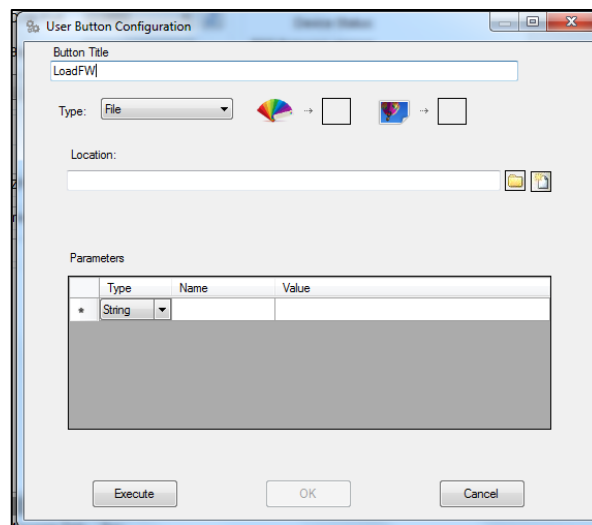 User Button Configuration
Button Title
LoadFW
Type: File
Location:
Parameters
Type Name Value
* String
Execute OK Cancel